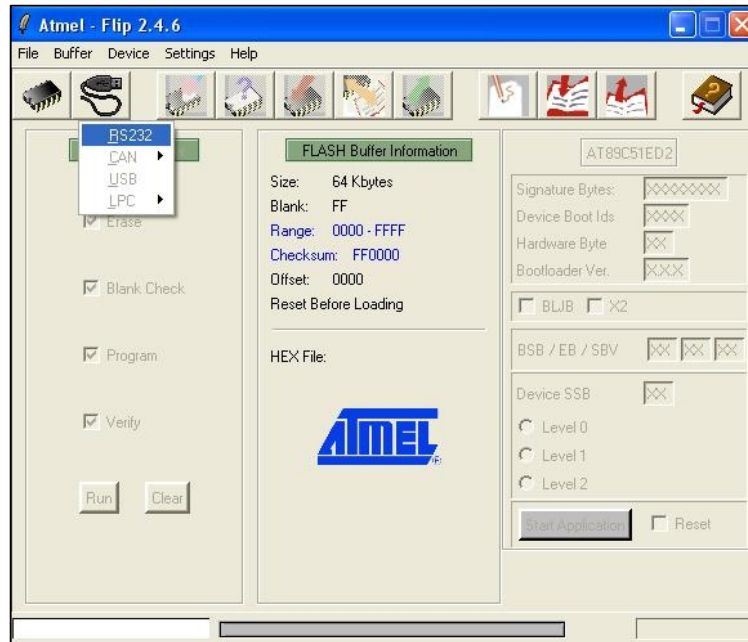 Atmel - Flip 2.4.6
File Buffer Device Settings Help
RS232
CAN
USB
LPC
Erase
Blank Check
Program
Verify
Run Clear
FLASH Buffer Information
Size: 64 Kbytes
Blank: FF
Range: 0000 - FFFF
Checksum: FF0000
Offset: 0000
Reset Before Loading
HEX File:
ATMEL
®
AT89C51ED2
Signature Bytes: XXXXXXXX
Device Boot Ids XXXX
Hardware Byte XX
Bootloader Ver. X.X.X
BLJB X2
BSB / EB / SBV XX XX XX
Device SSB XX
Level 0
Level 1
Level 2
Start Application Reset